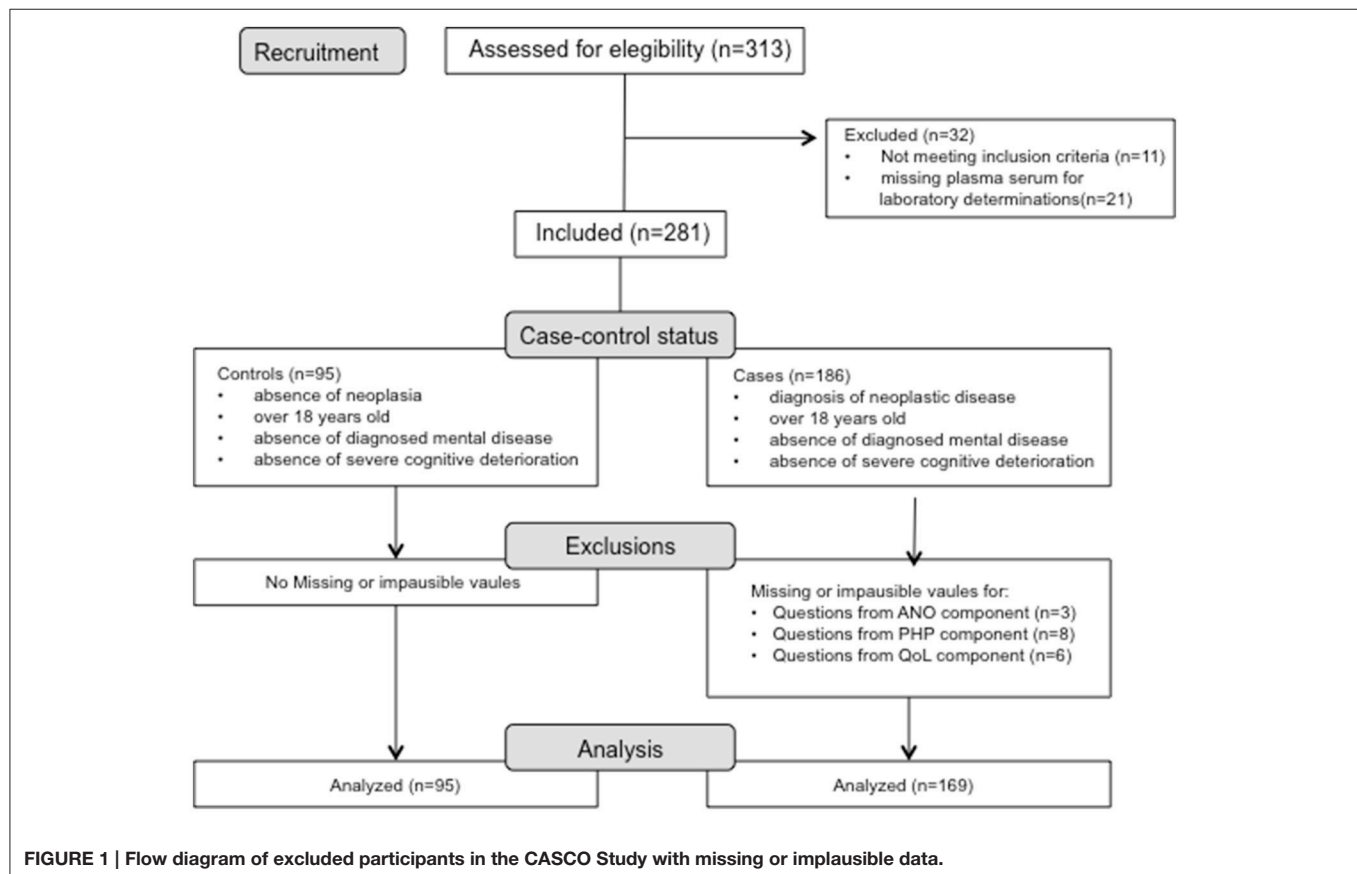 Recruitment
Assessed for elegibility (n=313)
Excluded (n=32)
• Not meeting inclusion criteria (n=11)
• missing plasma serum for
laboratory determinations(n=21)
Included (n=281)
Case-control status
Controls (n=95)
• absence of neoplasia
• over 18 years old
• absence of diagnosed mental disease
• absence of severe cognitive deterioration
Cases (n=186)
• diagnosis of neoplastic disease
• over 18 years old
• absence of diagnosed mental disease
• absence of severe cognitive deterioration
Exclusions
No Missing or impausible vaules
Missing or impausible vaules for:
• Questions from ANO component (n=3)
• Questions from PHP component (n=8)
• Questions from QoL component (n=6)
Analysis
Analyzed (n=95)
Analyzed (n=169)
FIGURE 1 | Flow diagram of excluded participants in the CASCO Study with missing or implausible data.